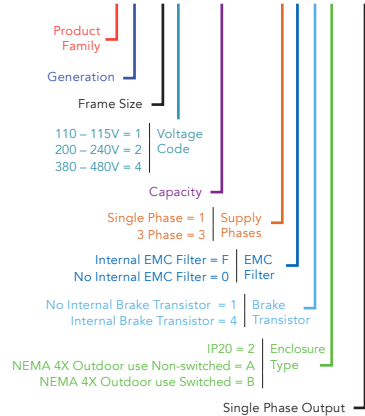 Product
Family
Generation
Frame Size
110 – 115V = 1
200 – 240V = 2
380 – 480V = 4
Voltage
Code
Capacity
Single Phase = 1
3 Phase = 3
Supply
Phases
Internal EMC Filter = F
No Internal EMC Filter = 0
EMC
Filter
No Internal Brake Transistor = 1
Internal Brake Transistor = 4
Brake
Transistor
IP20 = 2
NEMA 4X Outdoor use Non-switched = A
NEMA 4X Outdoor use Switched = B
Enclosure
Type
Single Phase Output